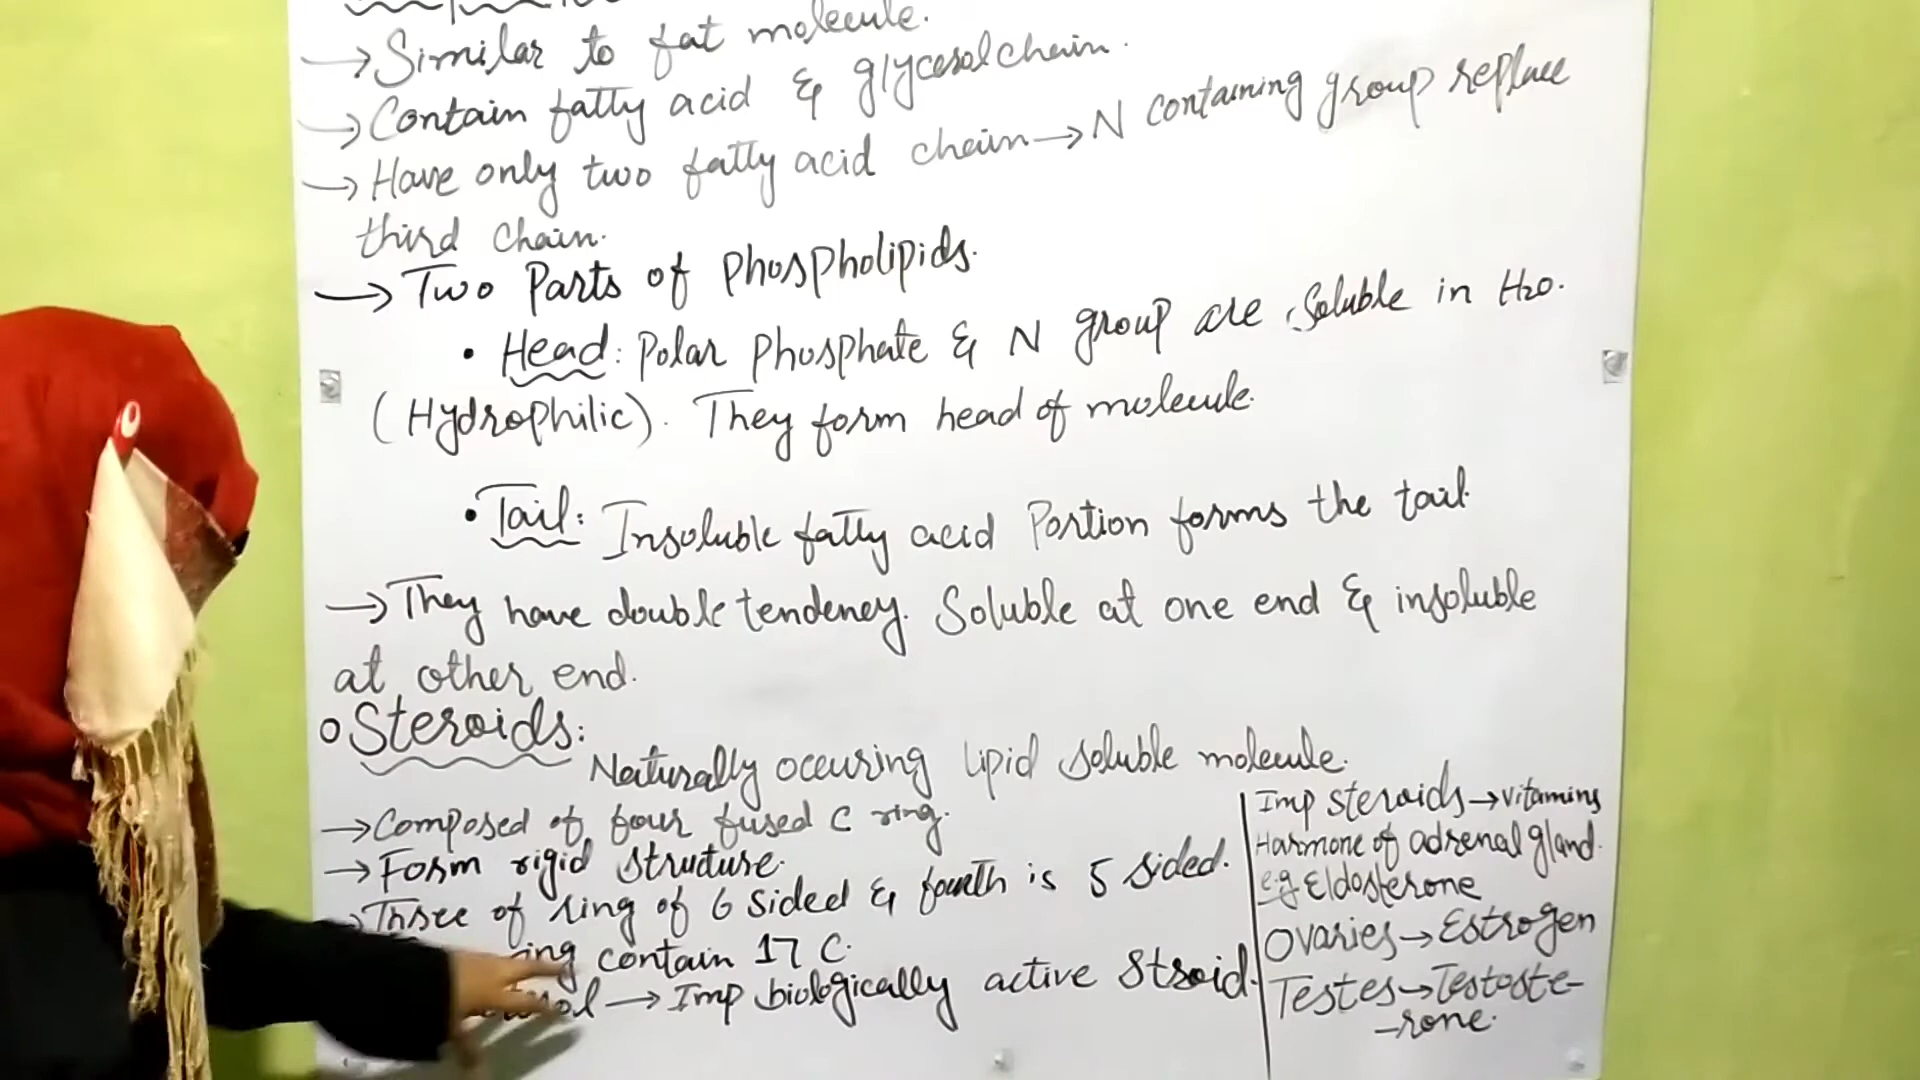 → Similar to fat molecule.
→ Contain fatty acid & glycerol chain.
→ Have only two fatty acid chain → N containing group replace
third chain.
→ Two Parts of Phospholipids.
• Head: Polar Phosphate & N group are soluble in H2O.
(Hydrophilic). They form head of molecule.
• Tail: Insoluble fatty acid Portion forms the tail.
→ They have double tendency. Soluble at one end & insoluble
at other end.
o Steroids:
Naturally occuring lipid soluble molecule.
→ Composed of four fused C ring.
→ Form rigid structure.
→ Three of ring of 6 sided & fourth is 5 sided.
ring contain 17 C.
→ Imp biologically active Stroid.
Imp steroids → vitamins
Harmone of adrenal gland.
e.g Eldosterone
Ovaries → Estrogen
Testes → Testoste-
-rone.